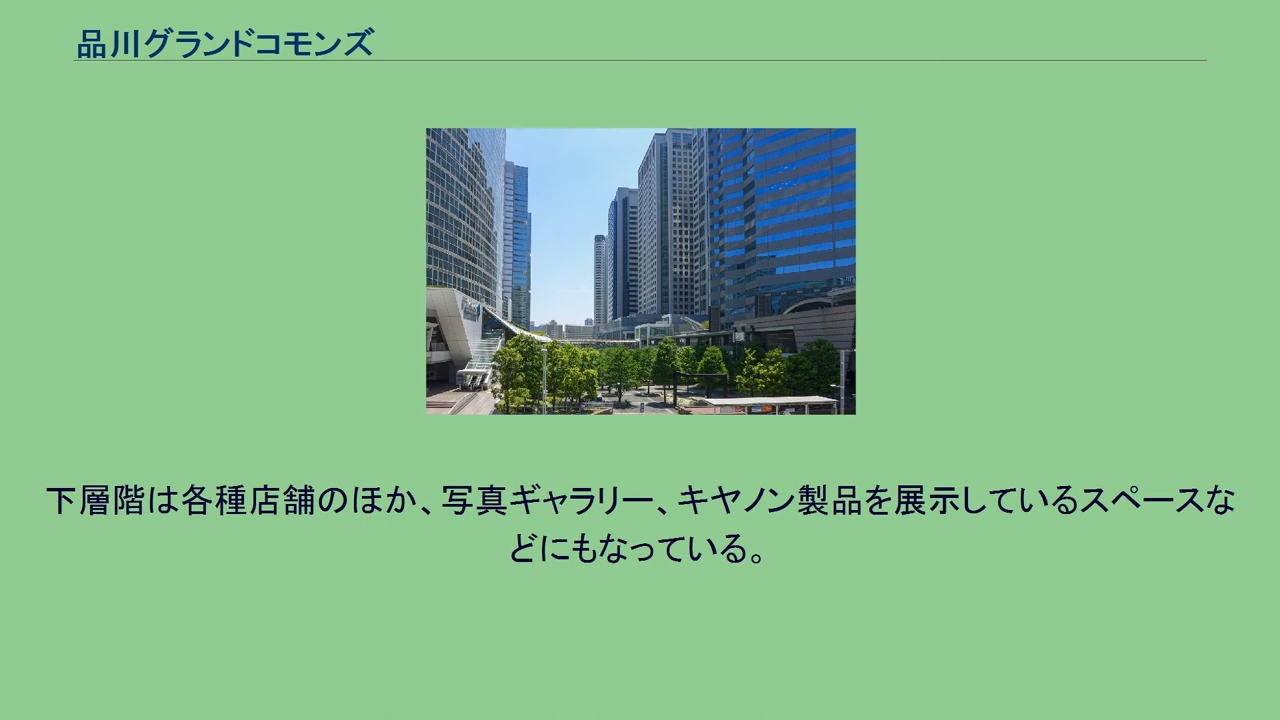 品川グランドコモンズ
下層階は各種店舗のほか、写真ギャラリー、キヤノン製品を展示しているスペースな
どにもなっている。